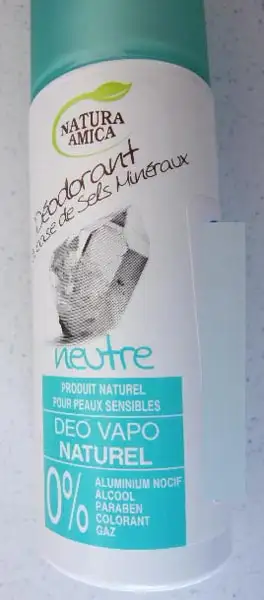 NATURA
AMICA
Déodorant
à base de Sels Minéraux
neutre
PRODUIT NATUREL
POUR PEAUX SENSIBLES
DEO VAPO
NATUREL
0%
ALUMINIUM NOCIF
ALCOOL
PARABEN
COLORANT
GAZ